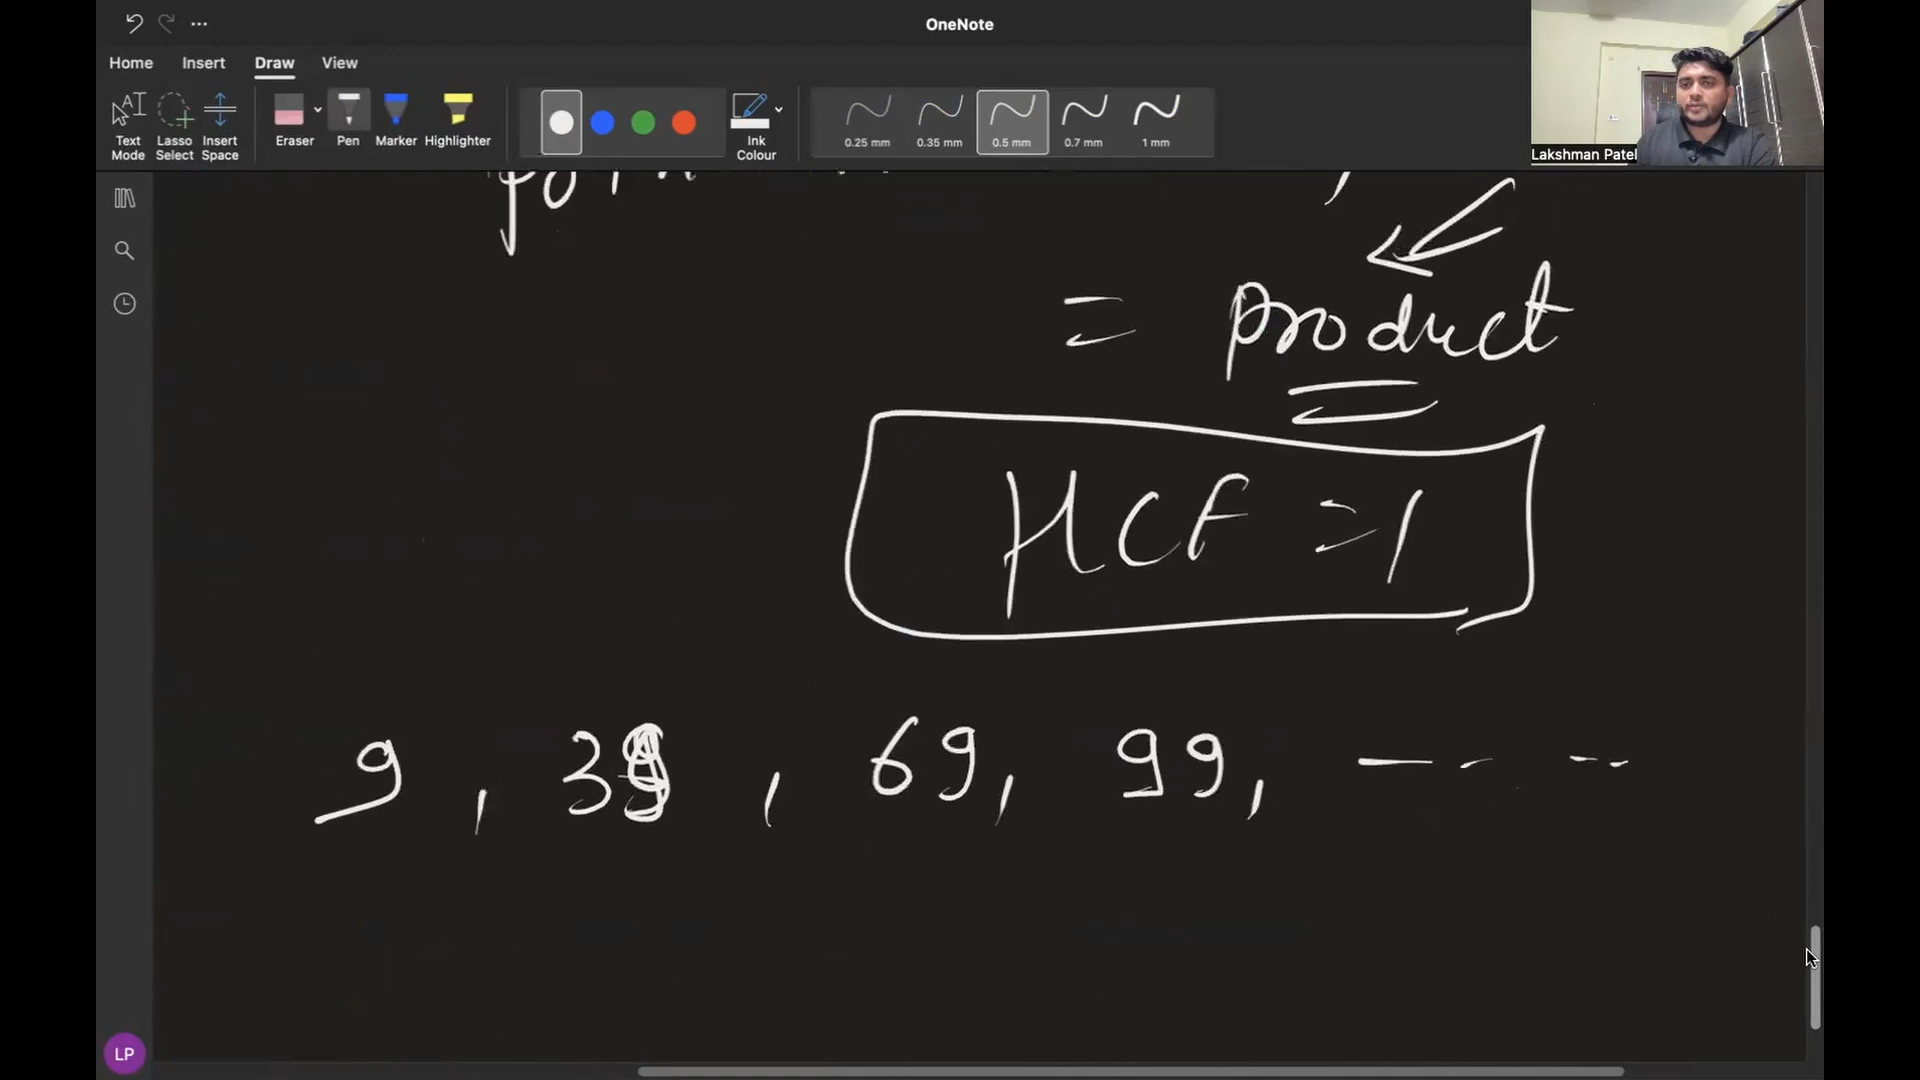 OneNote
Home Insert Draw View
Text Mode Lasso Select Insert Space Eraser Pen Marker Highlighter Ink Colour 0.25 mm 0.35 mm 0.5 mm 0.7 mm 1 mm
Lakshman Patel
= product
HCF = 1
9 , 39 , 69, 99, — - - -
LP